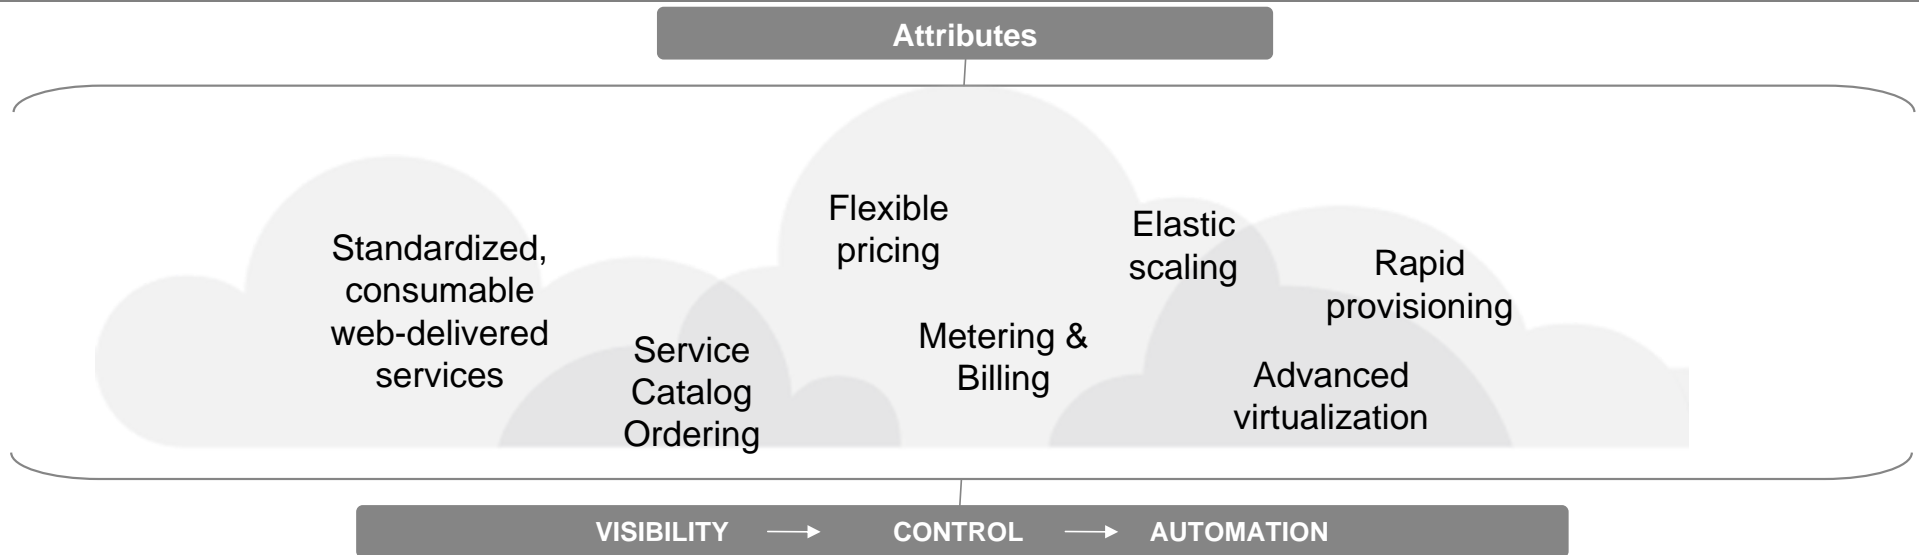 Attributes
Standardized,
consumable
web-delivered
services
Service
Catalog
Ordering
Flexible
pricing
Metering &
Billing
Elastic
scaling
Rapid
provisioning
Advanced
virtualization
VISIBILITY → CONTROL → AUTOMATION